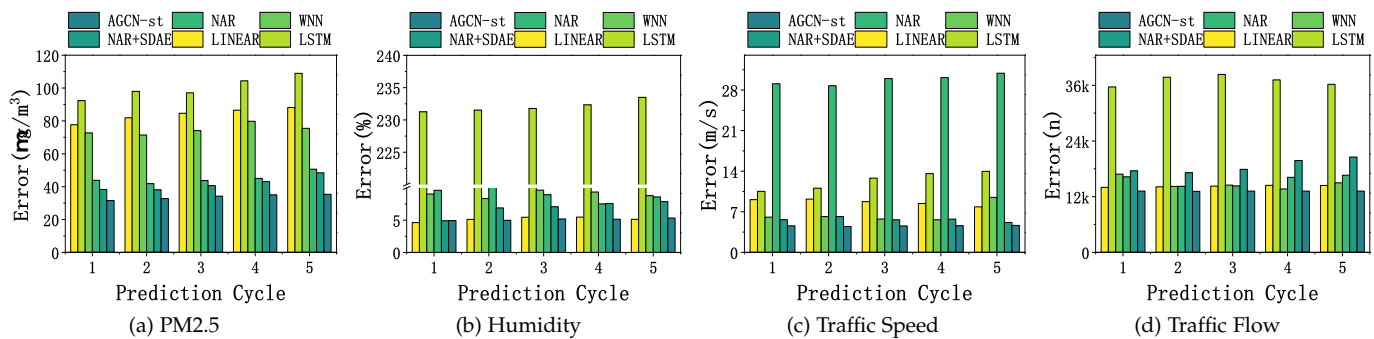 AGCN-st NAR WNN
NAR+SDAE LINEAR LSTM
120
100
80
60
40
20
0
1 2 3 4 5
Prediction Cycle
(a) PM2.5
AGCN-st NAR WNN
NAR+SDAE LINEAR LSTM
Error(%)
240
235
230
225
5
0
1 2 3 4 5
Prediction Cycle
(b) Humidity
AGCN-st NAR WNN
NAR+SDAE LINEAR LSTM
Error(m/s)
28
21
14
7
0
1 2 3 4 5
Prediction Cycle
(c) Traffic Speed
AGCN-st NAR WNN
NAR+SDAE LINEAR LSTM
Error(n)
36k
24k
12k
0
1 2 3 4 5
Prediction Cycle
(d) Traffic Flow